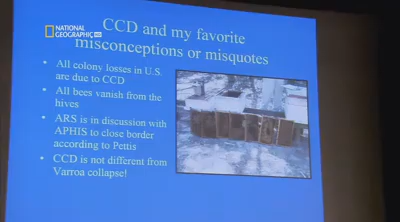 CCD and my favorite
NATIONAL
GEOGRAPHIC HD
misconceptions or misquotes
• All colony losses in U.S.
are due to CCD
• All bees vanish from the
hives
• ARS is in discussion with
APHIS to close border
according to Pettis
• CCD is not different from
Varroa collapse!